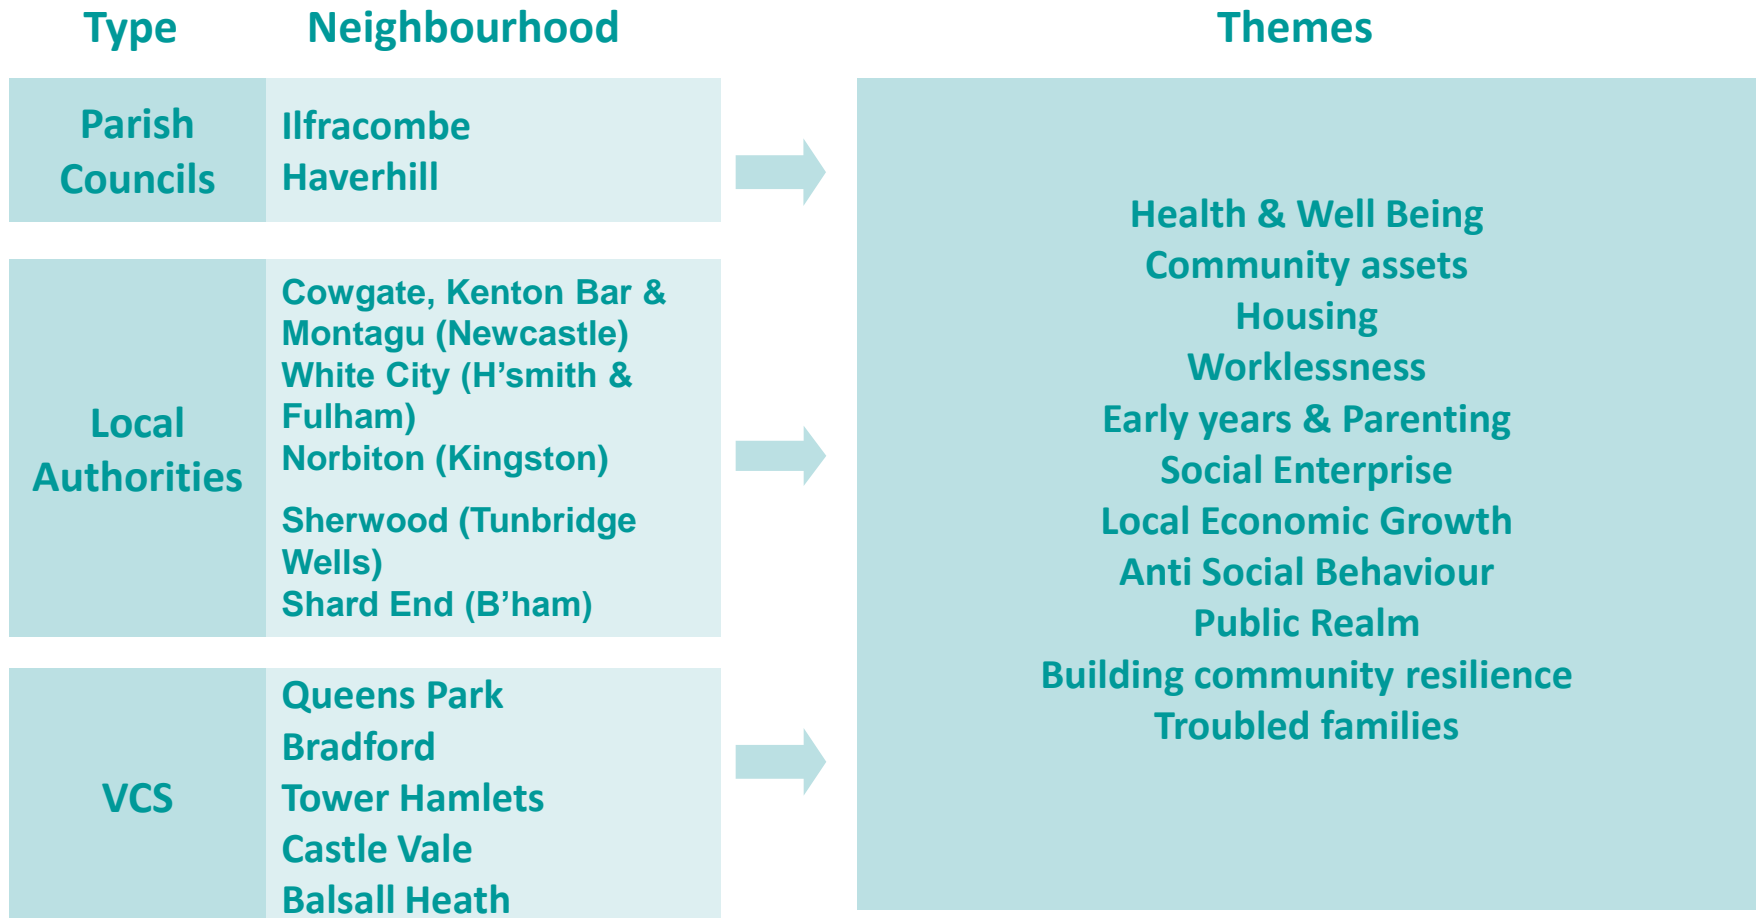 Type
Neighbourhood
Themes
Parish
Councils
Ilfracombe
Haverhill
Local
Authorities
Cowgate, Kenton Bar &
Montagu (Newcastle)
White City (H’smith &
Fulham)
Norbiton (Kingston)
Sherwood (Tunbridge
Wells)
Shard End (B’ham)
VCS
Queens Park
Bradford
Tower Hamlets
Castle Vale
Balsall Heath
Health & Well Being
Community assets
Housing
Worklessness
Early years & Parenting
Social Enterprise
Local Economic Growth
Anti Social Behaviour
Public Realm
Building community resilience
Troubled families